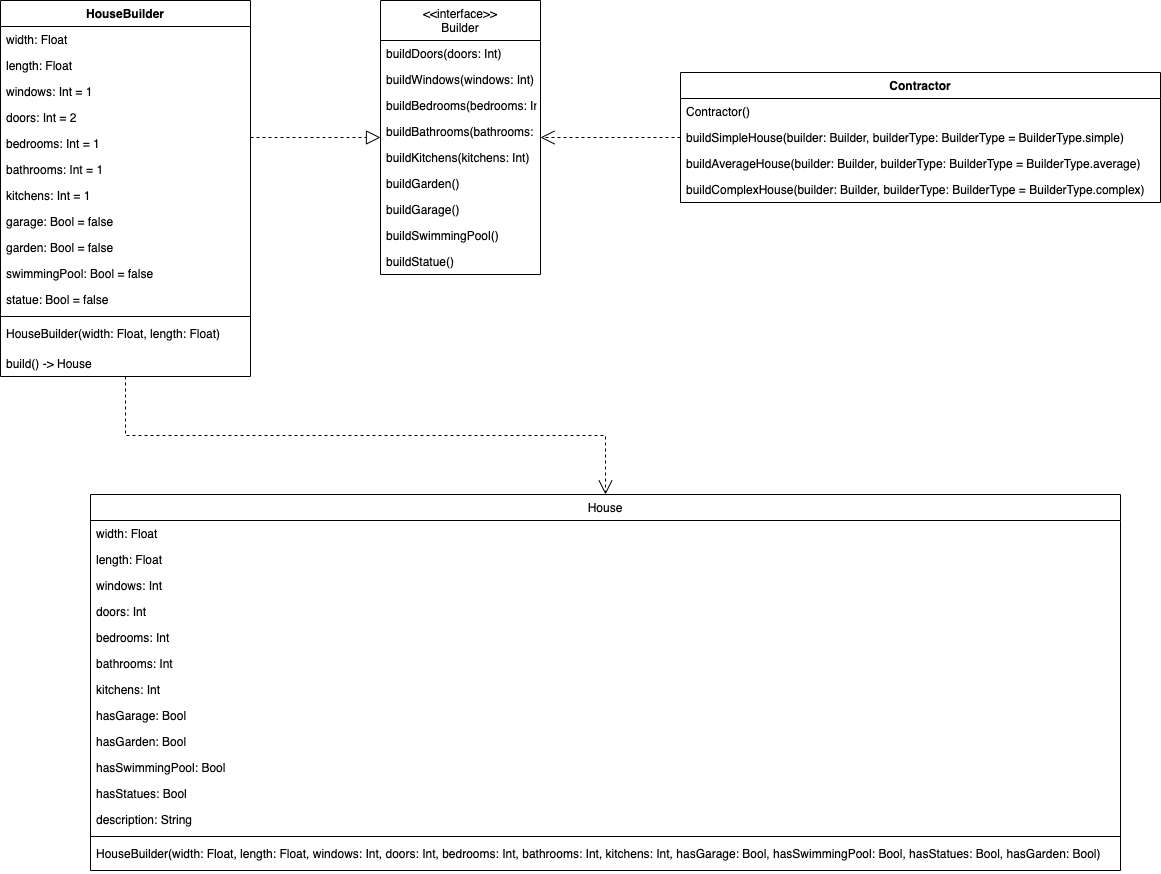 HouseBuilder
width: Float
length: Float
windows: Int = 1
doors: Int = 2
bedrooms: Int = 1
bathrooms: Int = 1
kitchens: Int = 1
garage: Bool = false
garden: Bool = false
swimmingPool: Bool = false
statue: Bool = false
HouseBuilder(width: Float, length: Float)
build() -> House
<<interface>>
Builder
buildDoors(doors: Int)
buildWindows(windows: Int)
buildBedrooms(bedrooms:
buildBathrooms(bathrooms:
buildKitchens(kitchens: Int)
buildGarden()
buildGarage()
buildSwimmingPool()
buildStatue()
Contractor
Contractor()
buildSimpleHouse(builder: Builder, builderType: BuilderType = BuilderType.simple)
buildAverageHouse(builder: Builder, builderType: BuilderType = BuilderType.average)
buildComplexHouse(builder: Builder, builderType: BuilderType = BuilderType.complex)
House
width: Float
length: Float
windows: Int
doors: Int
bedrooms: Int
bathrooms: Int
kitchens: Int
hasGarage: Bool
hasGarden: Bool
hasSwimmingPool: Bool
hasStatues: Bool
description: String
HouseBuilder(width: Float, length: Float, windows: Int, doors: Int, bedrooms: Int, bathrooms: Int, kitchens: Int, hasGarage: Bool, hasSwimmingPool: Bool, hasStatues: Bool, hasGarden: Bool)